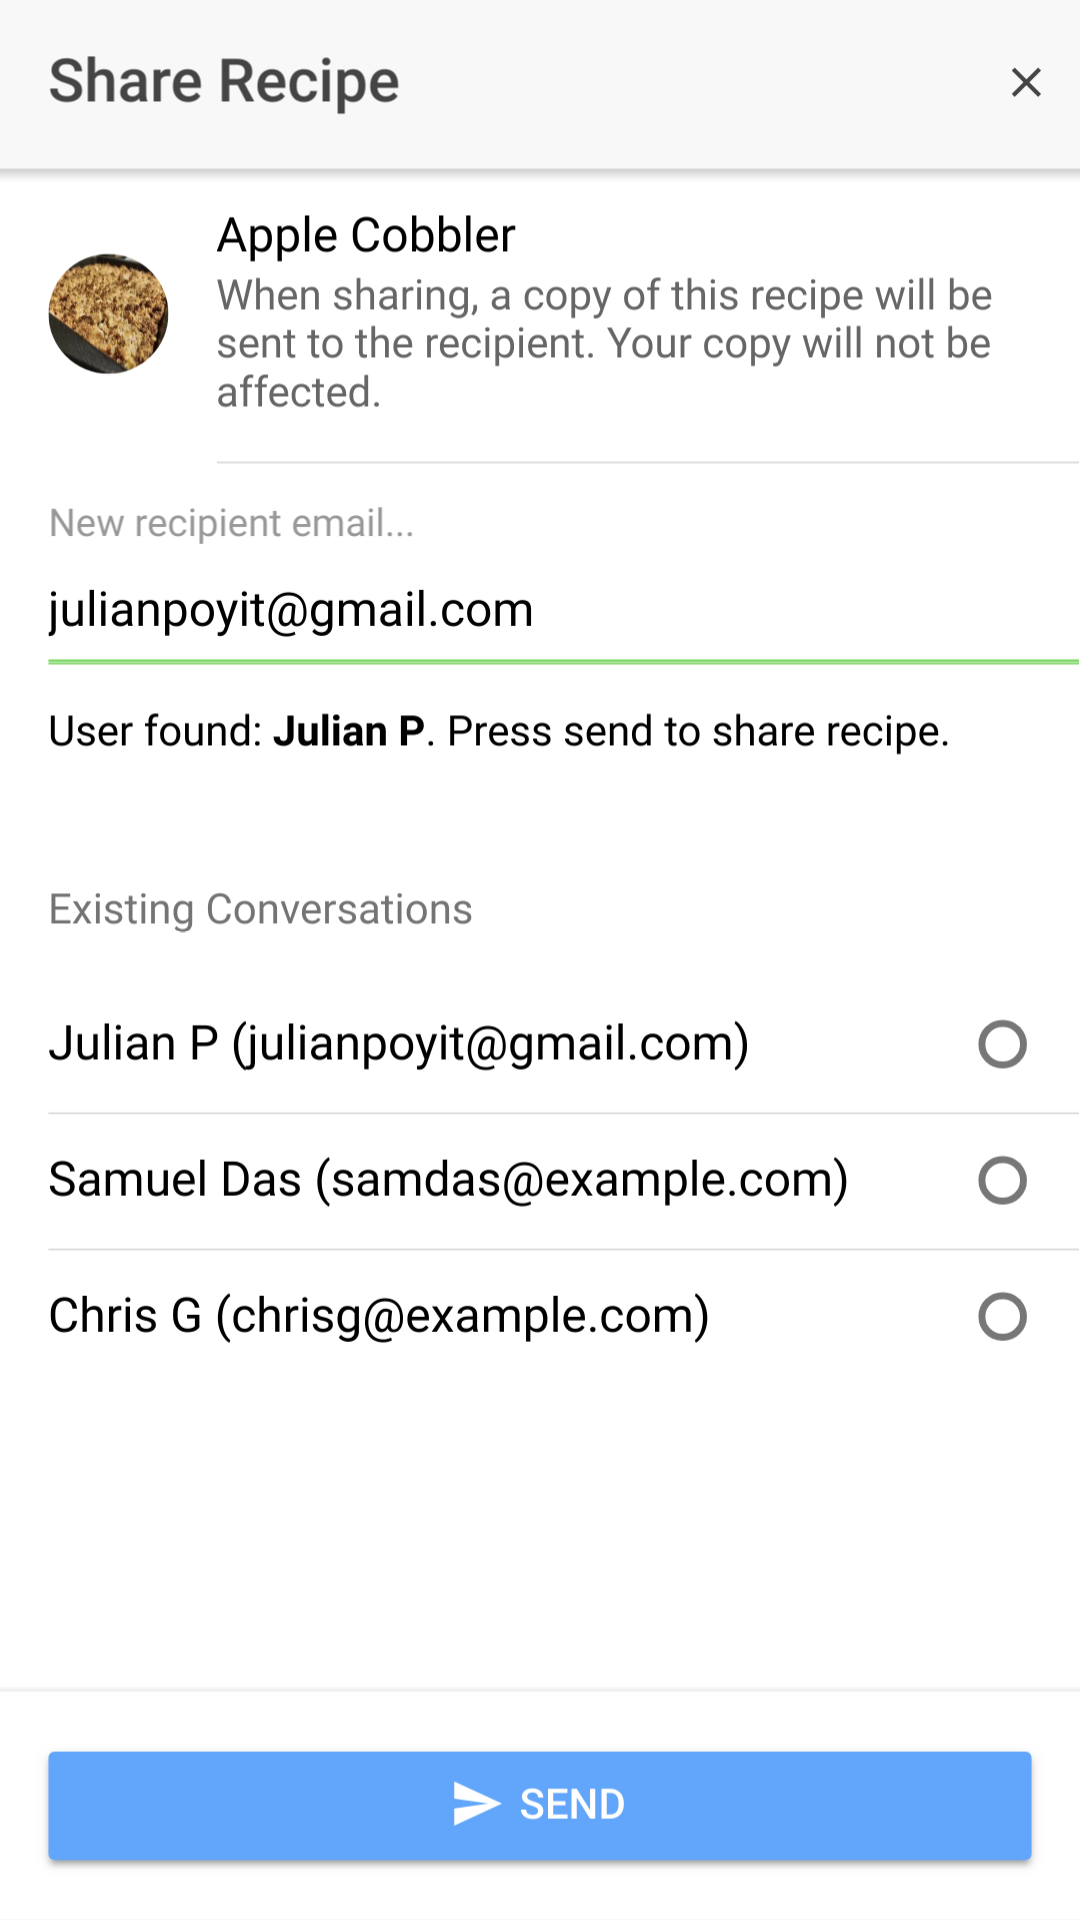 Share Recipe
Apple Cobbler
When sharing, a copy of this recipe will be
sent to the recipient. Your copy will not be
affected.
New recipient email...
julianpoyit@gmail.com
User found: Julian P. Press send to share recipe.
Existing Conversations
Julian P (julianpoyit@gmail.com)
Samuel Das (samdas@example.com)
Chris G (chrisg@example.com)
SEND